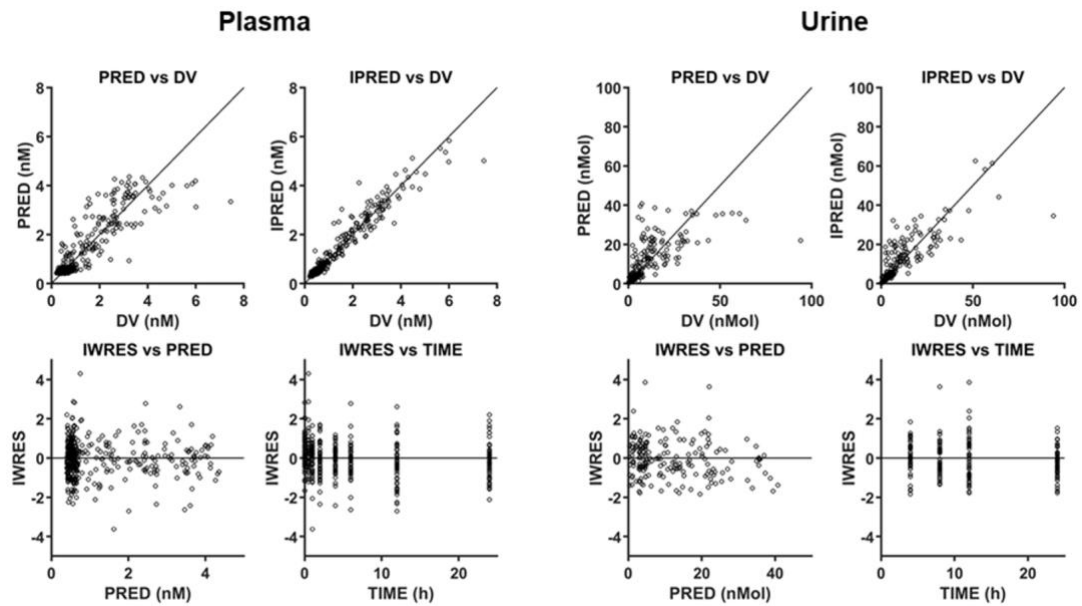 Plasma
Urine
PRED vs DV
IPRED vs DV
PRED vs DV
IPRED vs DV
PRED (nM)
8
6
4
2
0
0 2 4 6 8
DV (nM)
IPRED (nM)
8
6
4
2
0
0 2 4 6 8
DV (nM)
PRED (nMol)
100
80
60
40
20
0
0 50 100
DV (nMol)
IPRED (nMol)
100
80
60
40
20
0
0 50 100
DV (nMol)
IWRES vs PRED
IWRES vs TIME
IWRES vs PRED
IWRES vs TIME
IWRES
4
2
0
-2
-4
0 2 4
PRED (nM)
IWRES
4
2
0
-2
-4
0 10 20
TIME (h)
IWRES
4
2
0
-2
-4
0 20 40
PRED (nMol)
IWRES
4
2
0
-2
-4
0 10 20
TIME (h)